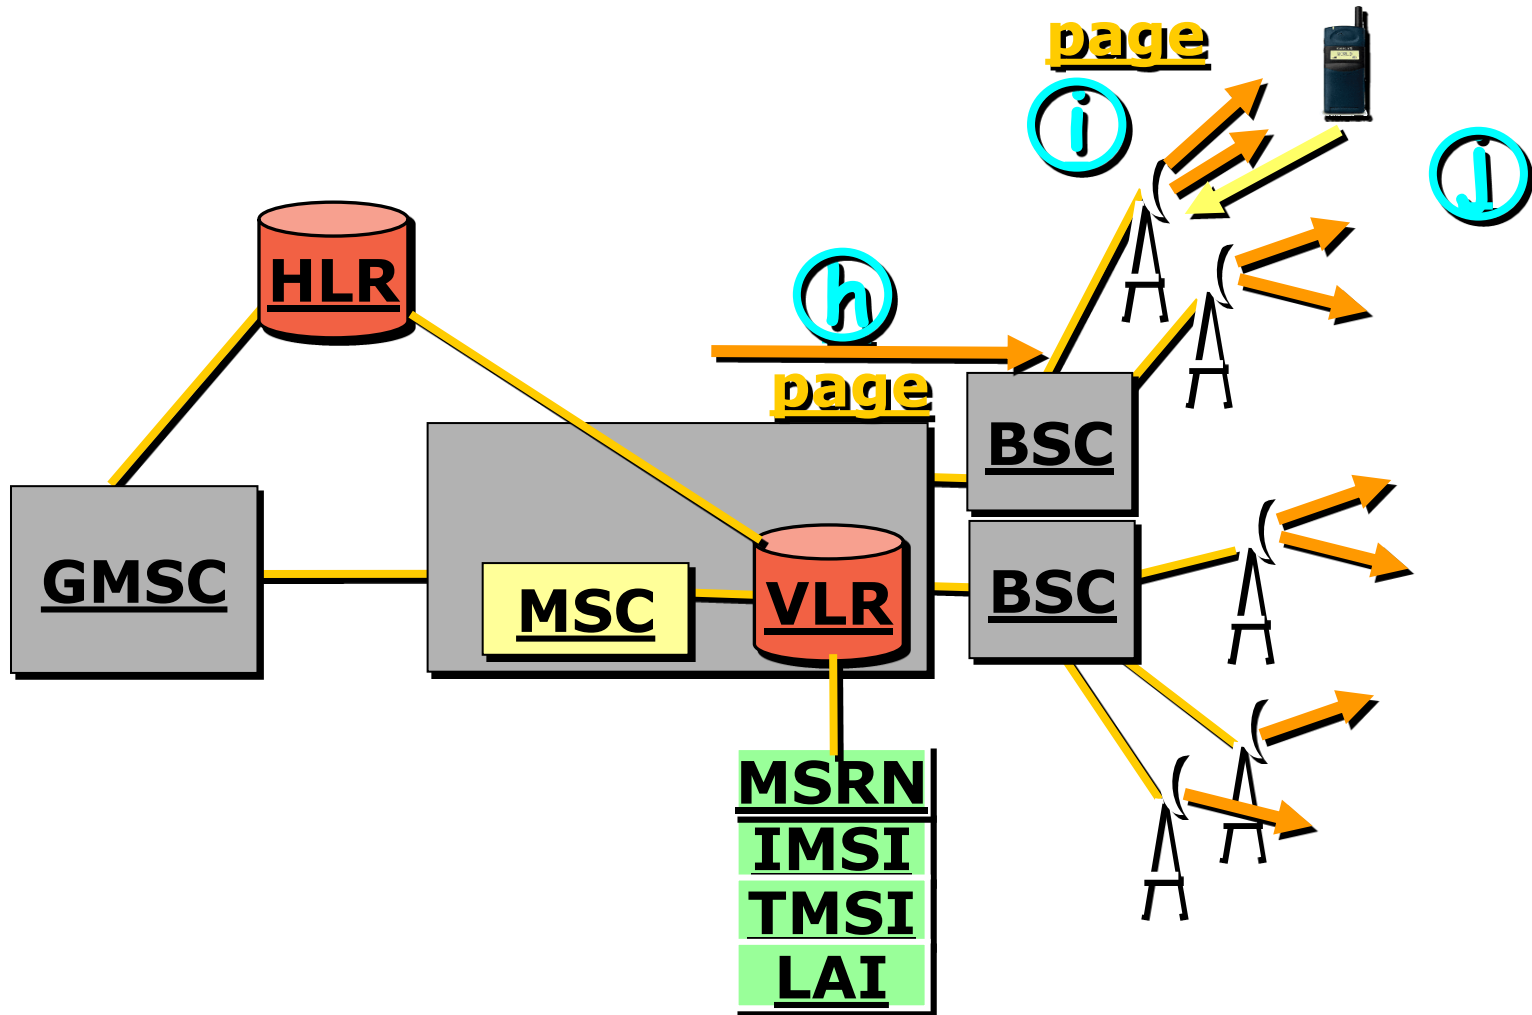 page
i
j
HLR
h
page
BSC
GMSC
MSC
VLR
BSC
MSRN
IMSI
TMSI
LAI